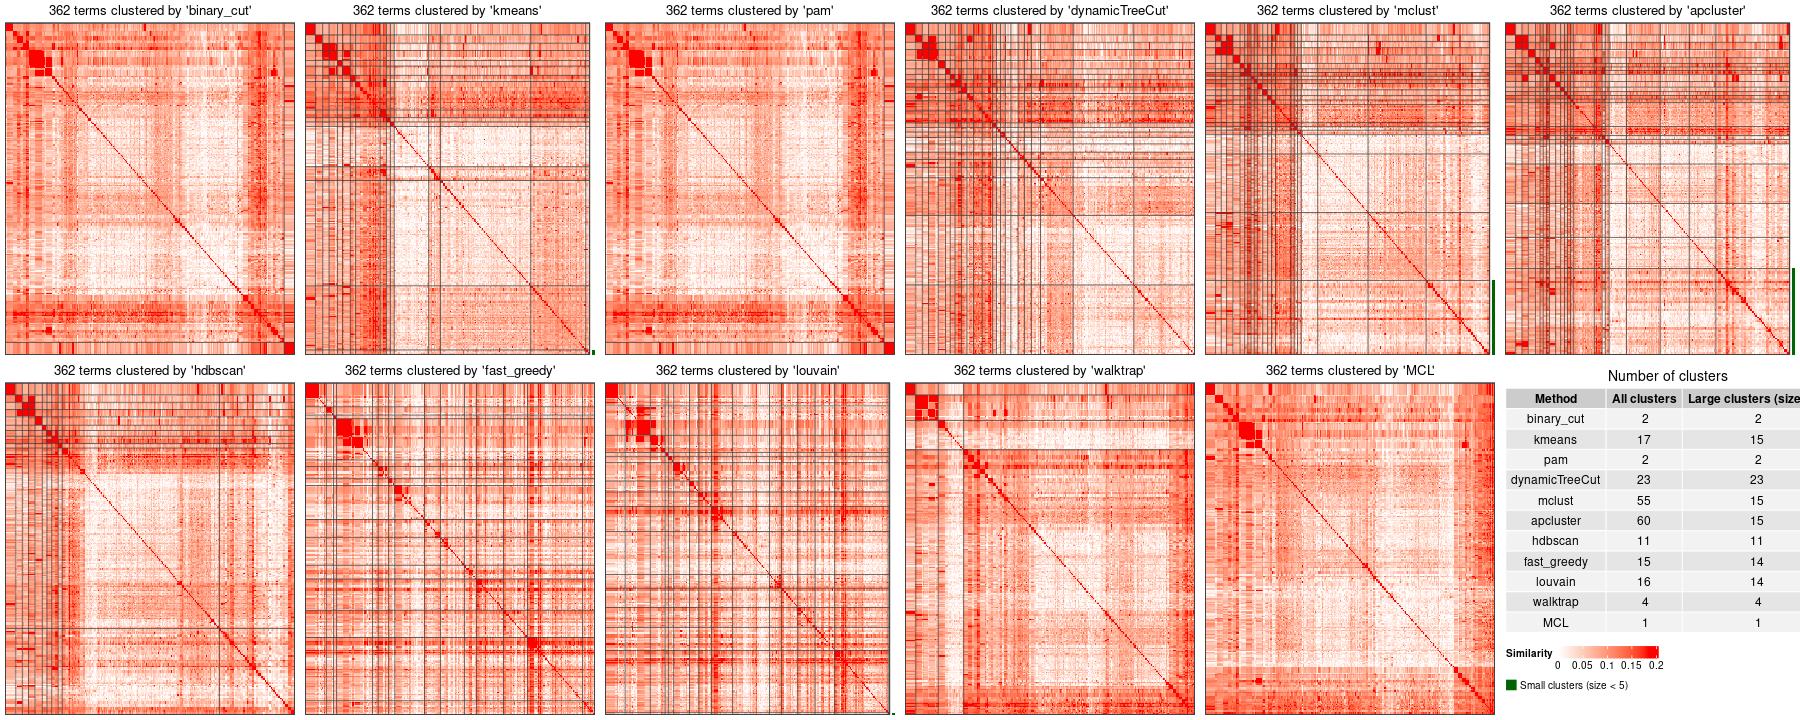 362 terms clustered by 'binary_cut'
362 terms clustered by 'kmeans'
362 terms clustered by 'pam'
362 terms clustered by 'dynamicTreeCut'
362 terms clustered by 'mclust'
362 terms clustered by 'apcluster'
362 terms clustered by 'hdbscan'
362 terms clustered by 'fast_greedy'
362 terms clustered by 'louvain'
362 terms clustered by 'walktrap'
362 terms clustered by 'MCL'
Number of clusters
Method All clusters Large clusters (size
binary_cut 2 2
kmeans 17 15
pam 2 2
dynamicTreeCut 23 23
mclust 55 15
apcluster 60 15
hdbscan 11 11
fast_greedy 15 14
louvain 16 14
walktrap 4 4
MCL 1 1
Similarity
0 0.05 0.1 0.15 0.2
Small clusters (size < 5)